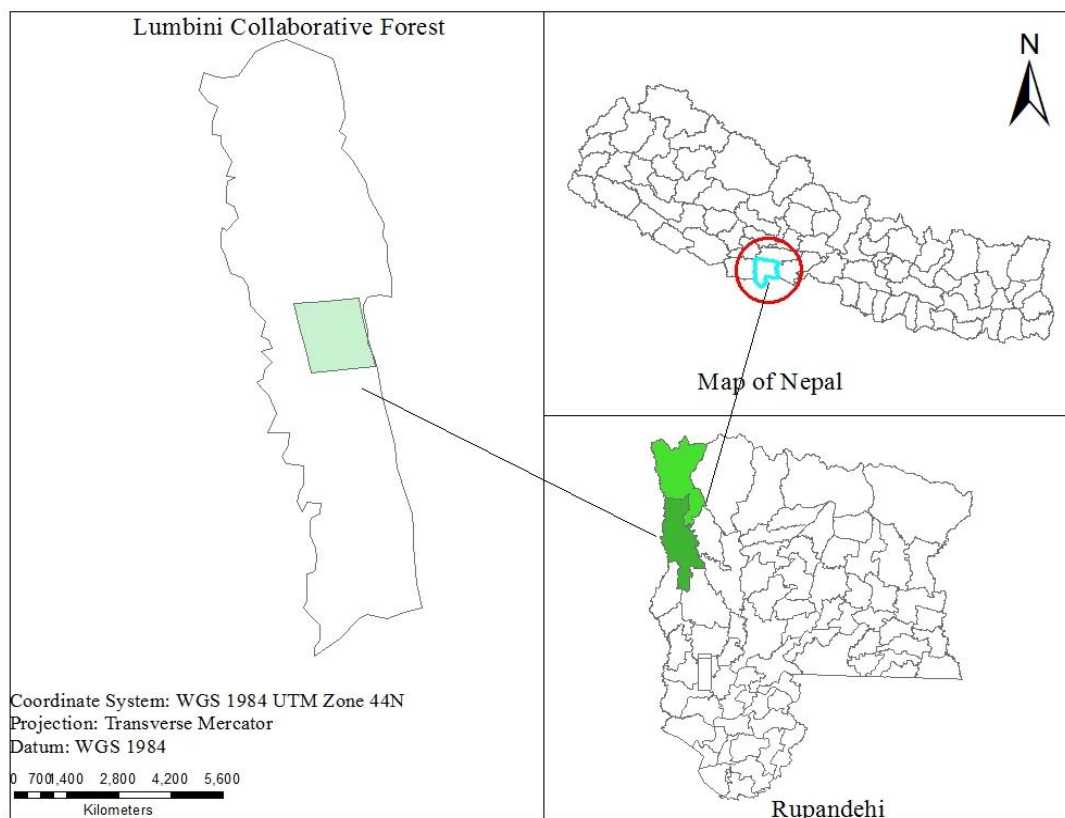 Lumbini Collaborative Forest
N
Map of Nepal
Coordinate System: WGS 1984 UTM Zone 44N
Projection: Transverse Mercator
Datum: WGS 1984
0 700 1,400 2,800 4,200 5,600
Kilometers
Rupandehi